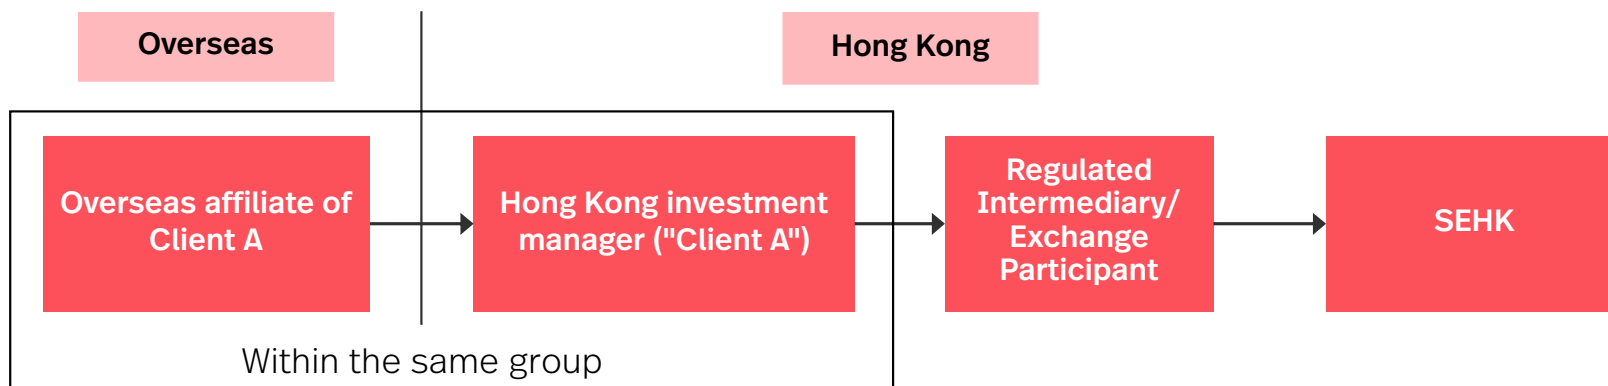 Overseas
Hong Kong
Overseas affiliate of
Client A
Hong Kong investment
manager ("Client A")
Regulated
Intermediary/
Exchange
Participant
SEHK
Within the same group